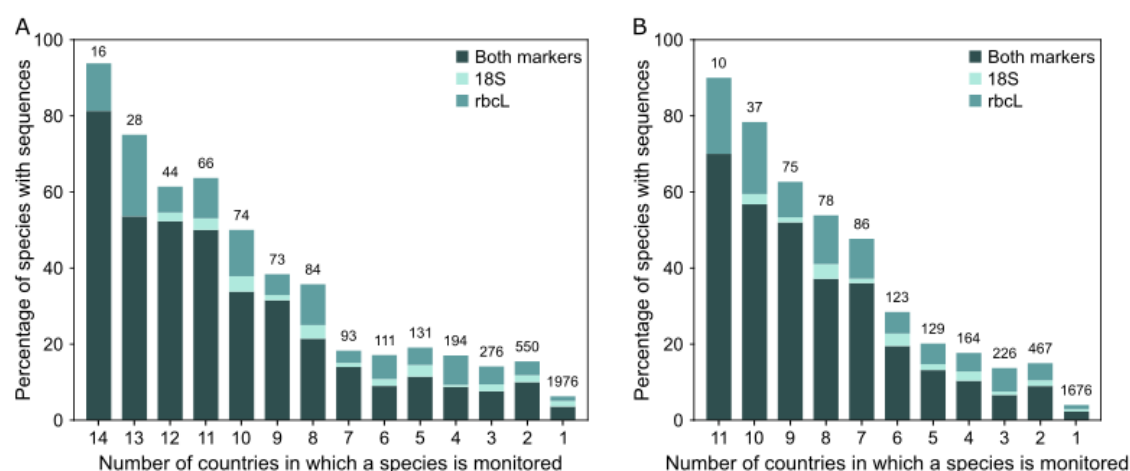 A
100
80
60
40
20
0
Percentage of species with sequences
16
28
44
66
74
73
84
93
111
131
194
276
550
1976
Both markers
18S
rbcL
14 13 12 11 10 9 8 7 6 5 4 3 2 1
Number of countries in which a species is monitored
B
100
80
60
40
20
0
Percentage of species with sequences
10
37
75
78
86
123
129
164
226
467
1676
Both markers
18S
rbcL
11 10 9 8 7 6 5 4 3 2 1
Number of countries in which a species is monitored